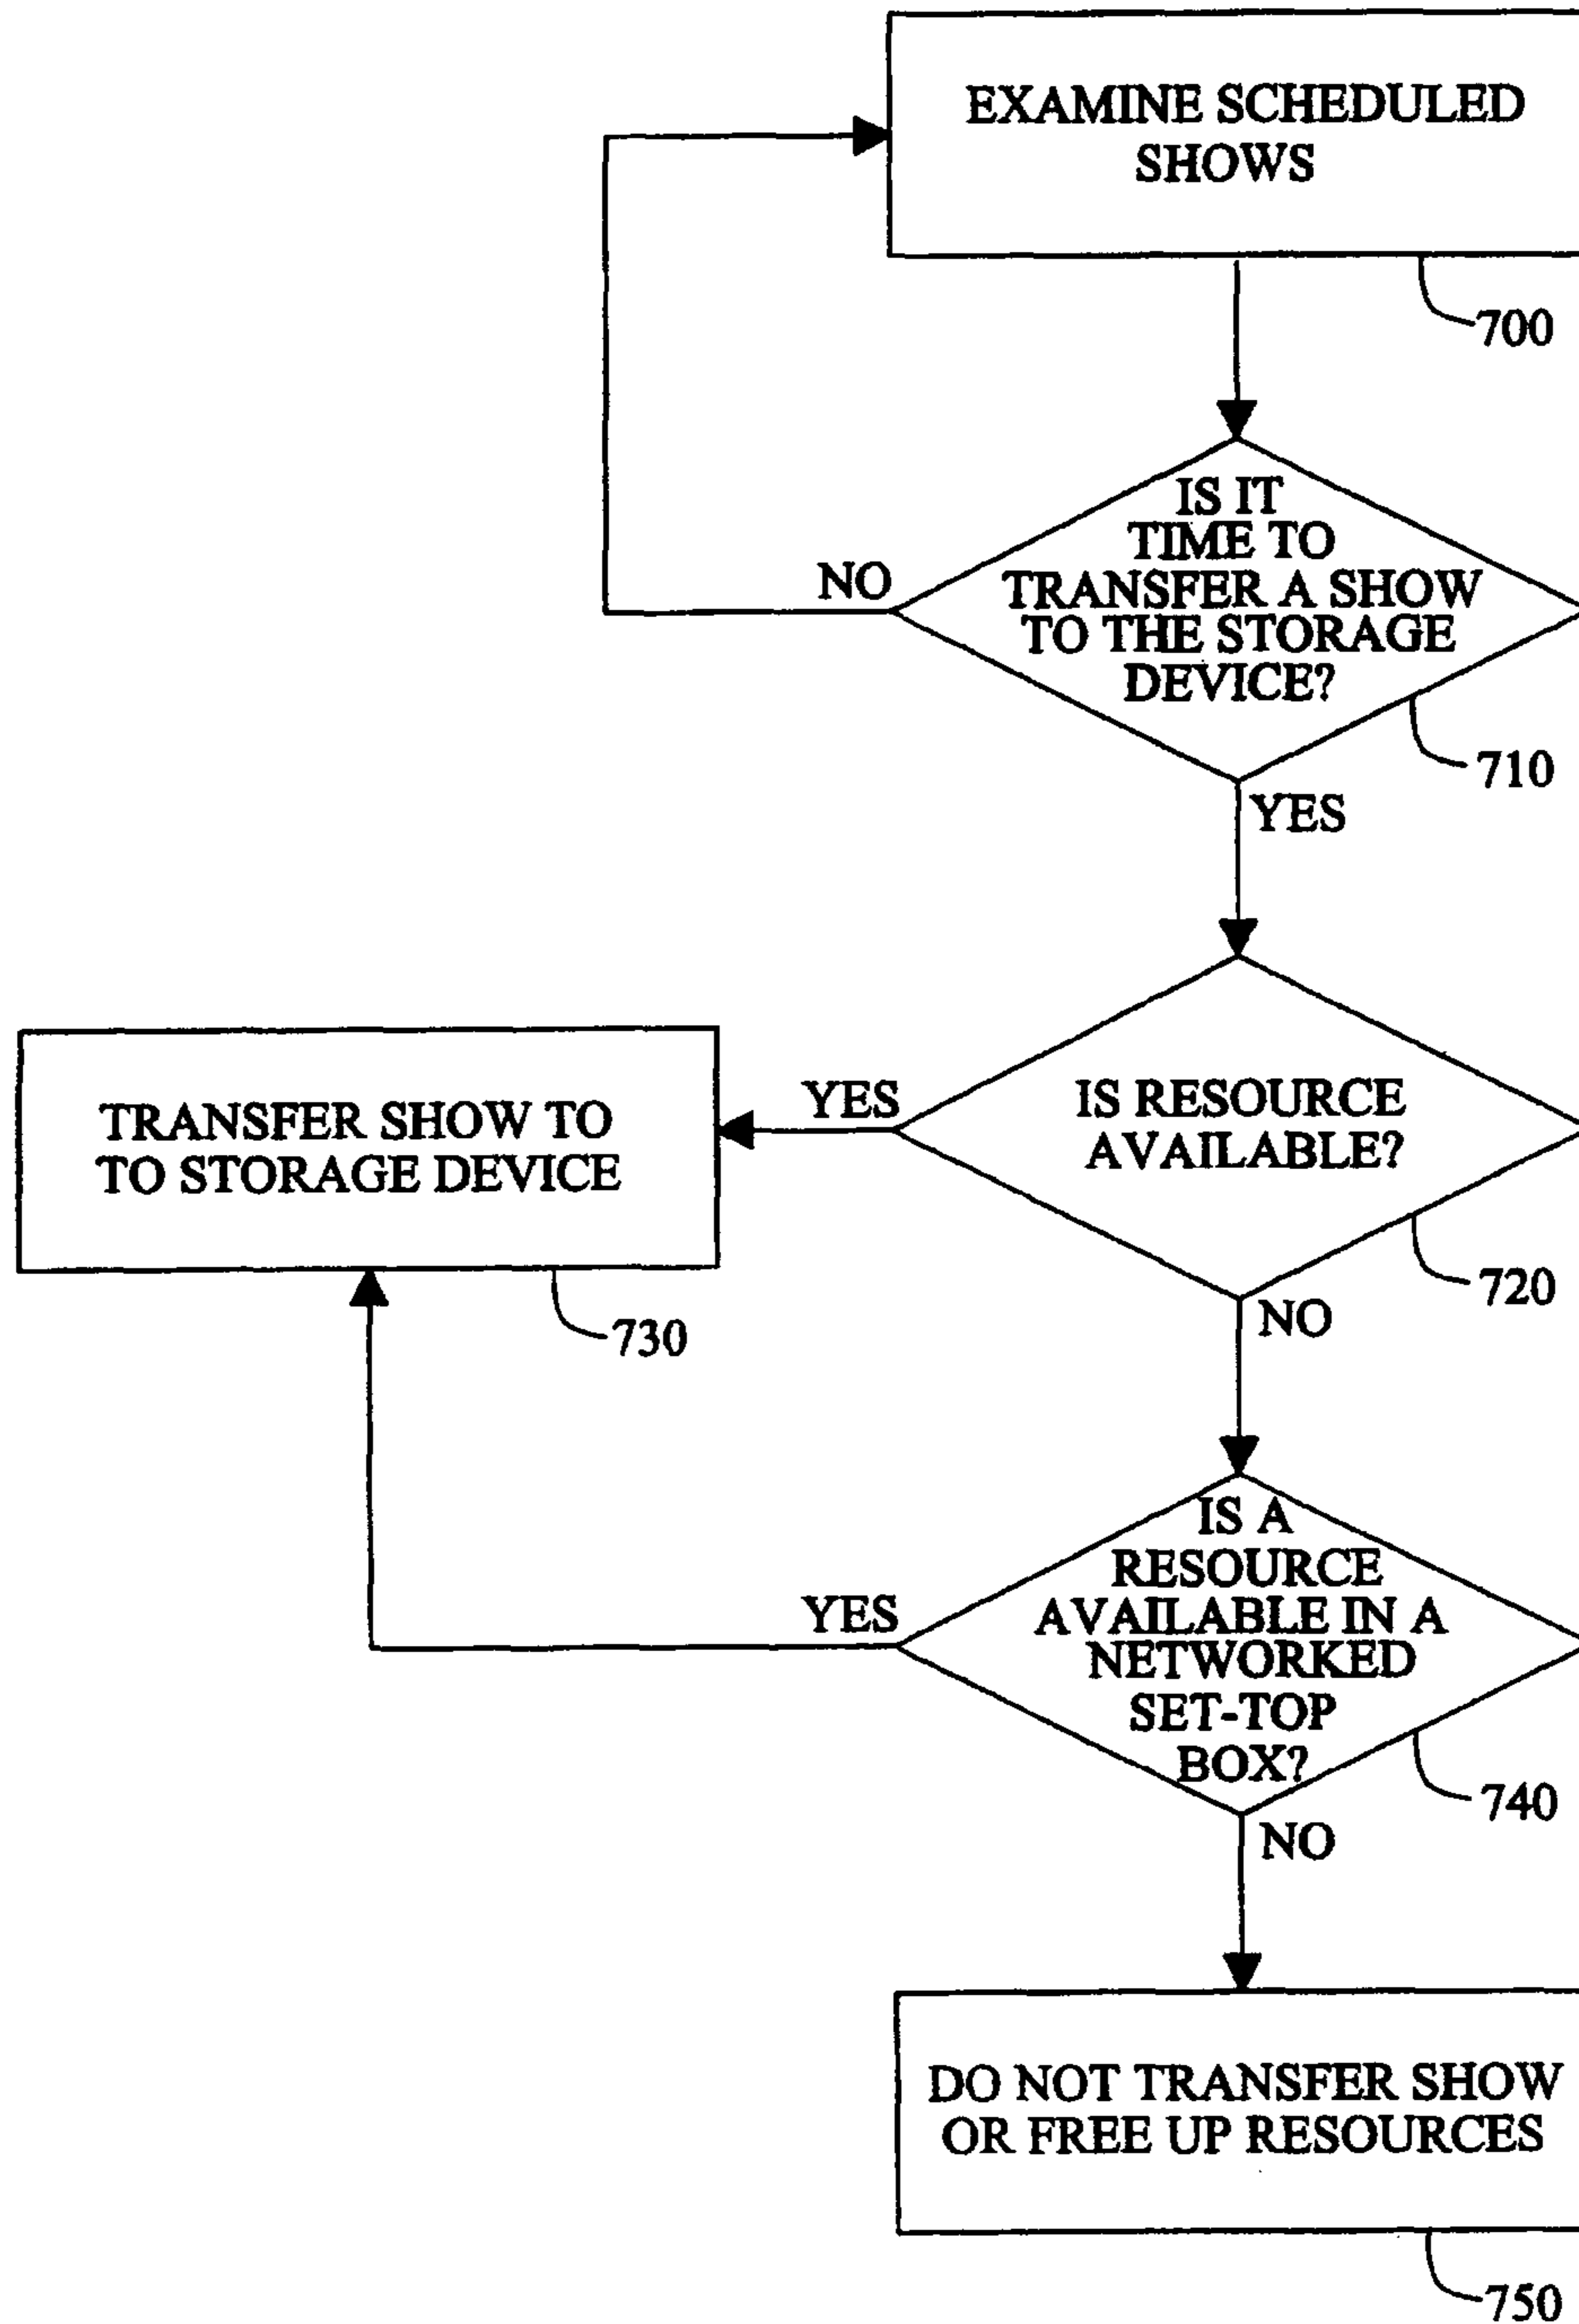 EXAMINE SCHEDULED
SHOWS
700
IS IT
TIME TO
TRANSFER A SHOW
TO THE STORAGE
DEVICE?
NO
710
YES
IS RESOURCE
AVAILABLE?
YES
720
NO
TRANSFER SHOW TO
TO STORAGE DEVICE
730
IS A
RESOURCE
AVAILABLE IN A
NETWORKED
SET-TOP
BOX?
YES
740
NO
DO NOT TRANSFER SHOW
OR FREE UP RESOURCES
750